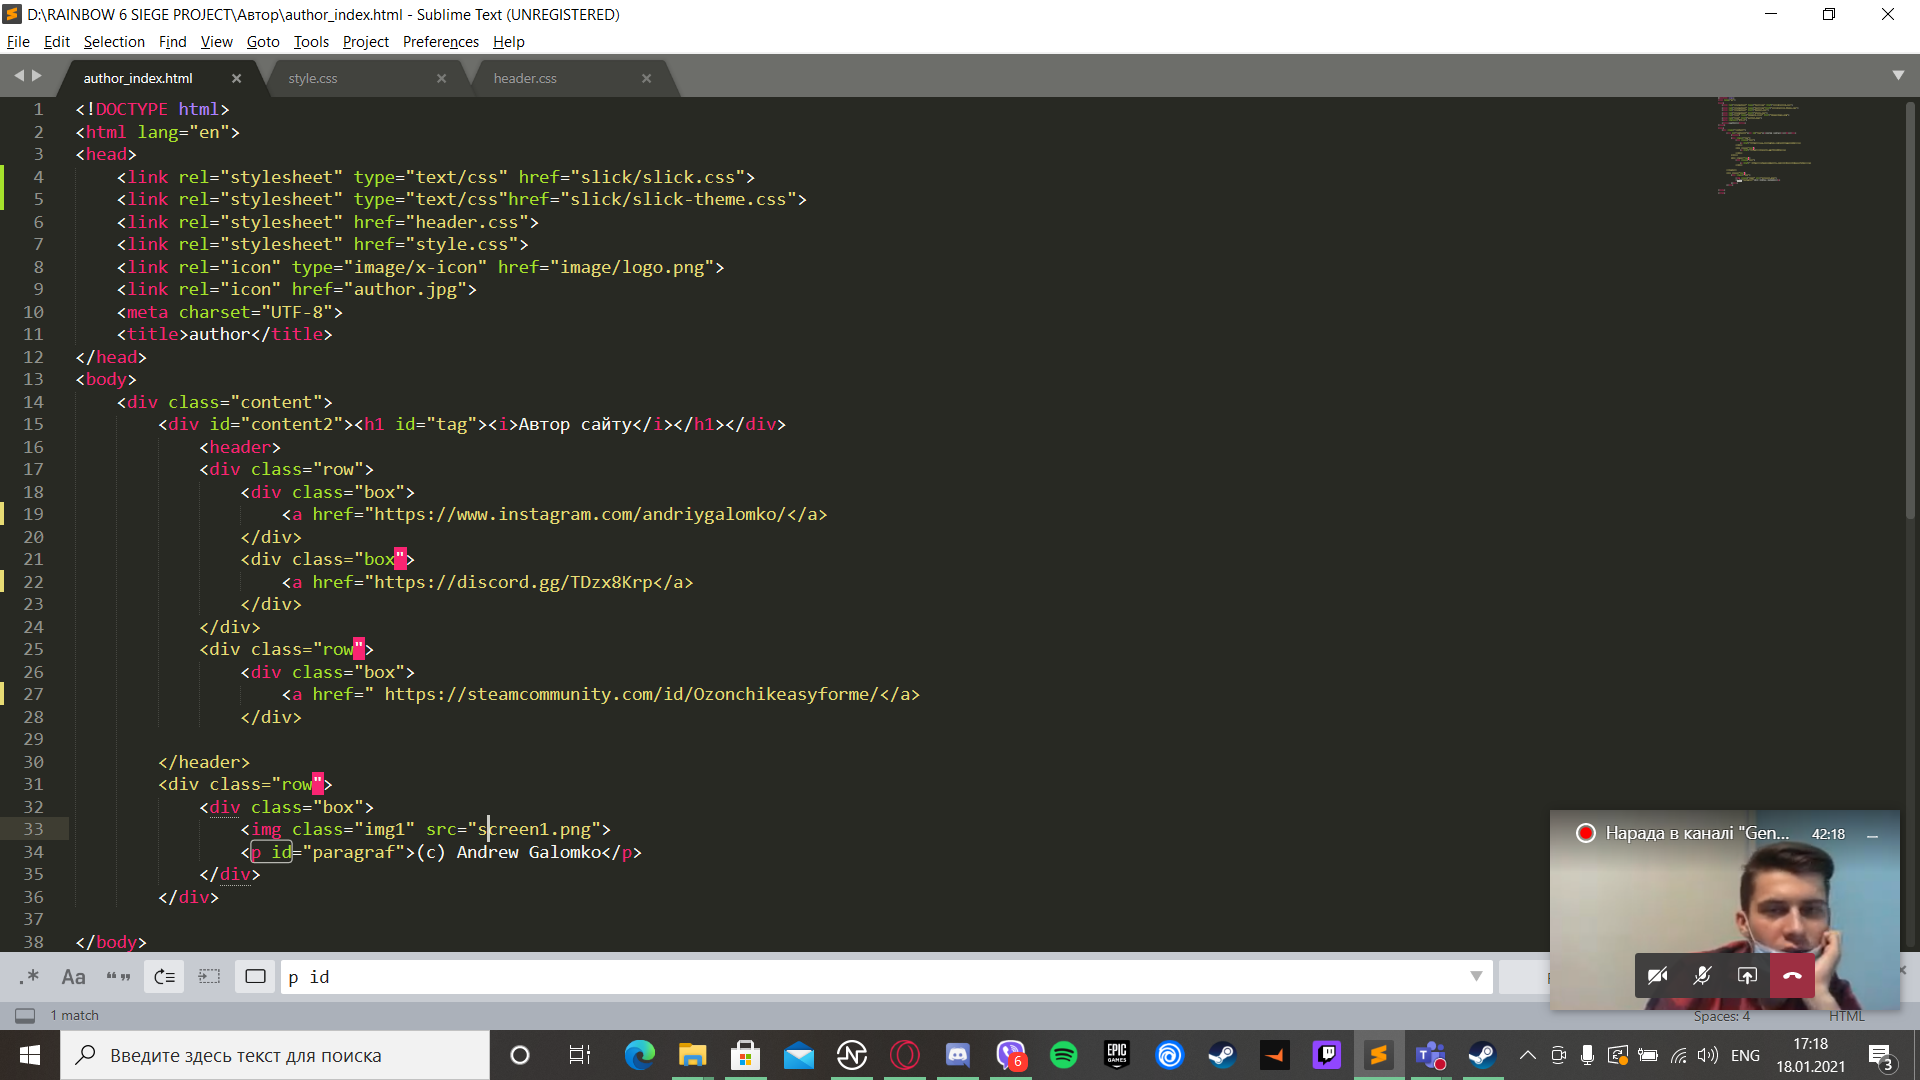 D:\RAINBOW 6 SIEGE PROJECT\Автор\author_index.html - Sublime Text (UNREGISTERED)
File Edit Selection Find View Goto Tools Project Preferences Help
author_index.html style.css header.css
1 <!DOCTYPE html>
2 <html lang="en">
3 <head>
4 <link rel="stylesheet" type="text/css" href="slick/slick.css">
5 <link rel="stylesheet" type="text/css"href="slick/slick-theme.css">
6 <link rel="stylesheet" href="header.css">
7 <link rel="stylesheet" href="style.css">
8 <link rel="icon" type="image/x-icon" href="image/logo.png">
9 <link rel="icon" href="author.jpg">
10 <meta charset="UTF-8">
11 <title>author</title>
12 </head>
13 <body>
14 <div class="content">
15 <div id="content2"><h1 id="tag"><i>Автор сайту</i></h1></div>
16 <header>
17 <div class="row">
18 <div class="box">
19 <a href="https://www.instagram.com/andriygalomko/</a>
20 </div>
21 <div class="box">
22 <a href="https://discord.gg/TDzx8Krp</a>
23 </div>
24 </div>
25 <div class="row">
26 <div class="box">
27 <a href=" https://steamcommunity.com/id/Ozonchikeasyforme/</a>
28 </div>
29
30 </header>
31 <div class="row">
32 <div class="box">
33 <img class="img1" src="screen1.png">
34 <p id="paragraf">(c) Andrew Galomko</p>
35 </div>
36 </div>
37
38 </body>
Нарада в каналі "Gen... 42:18
.* Aa “” p id
1 match Spaces: 4 HTML
Введите здесь текст для поиска
6 EPIC GAMES ENG 17:18
18.01.2021 3